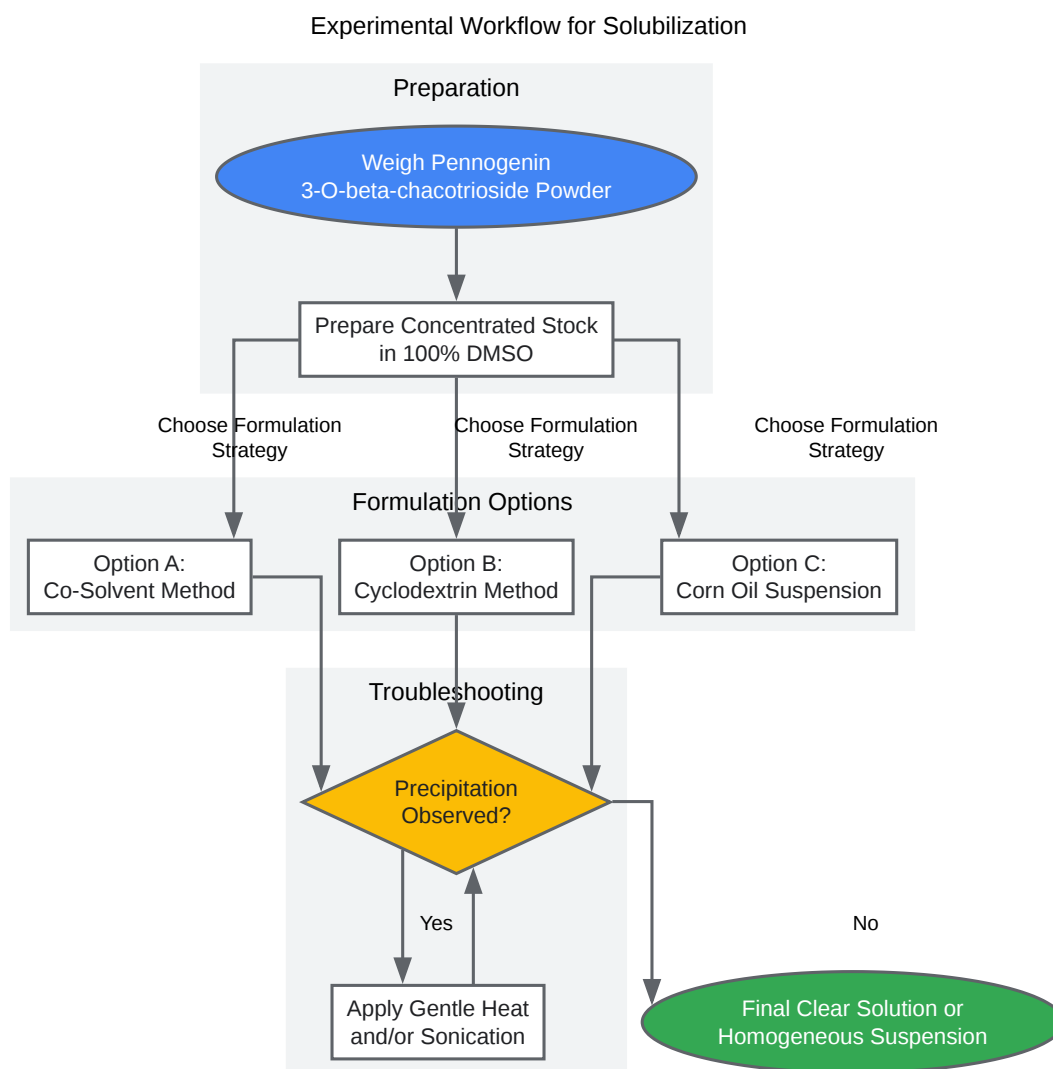 Experimental Workflow for Solubilization
Preparation
Weigh Pennogenin
3-O-beta-chacotrioside Powder
Prepare Concentrated Stock
in 100% DMSO
Choose Formulation
Strategy
Choose Formulation
Strategy
Choose Formulation
Strategy
Formulation Options
Option A:
Co-Solvent Method
Option B:
Cyclodextrin Method
Option C:
Corn Oil Suspension
Troubleshooting
Precipitation
Observed?
Yes
No
Apply Gentle Heat
and/or Sonication
Final Clear Solution or
Homogeneous Suspension